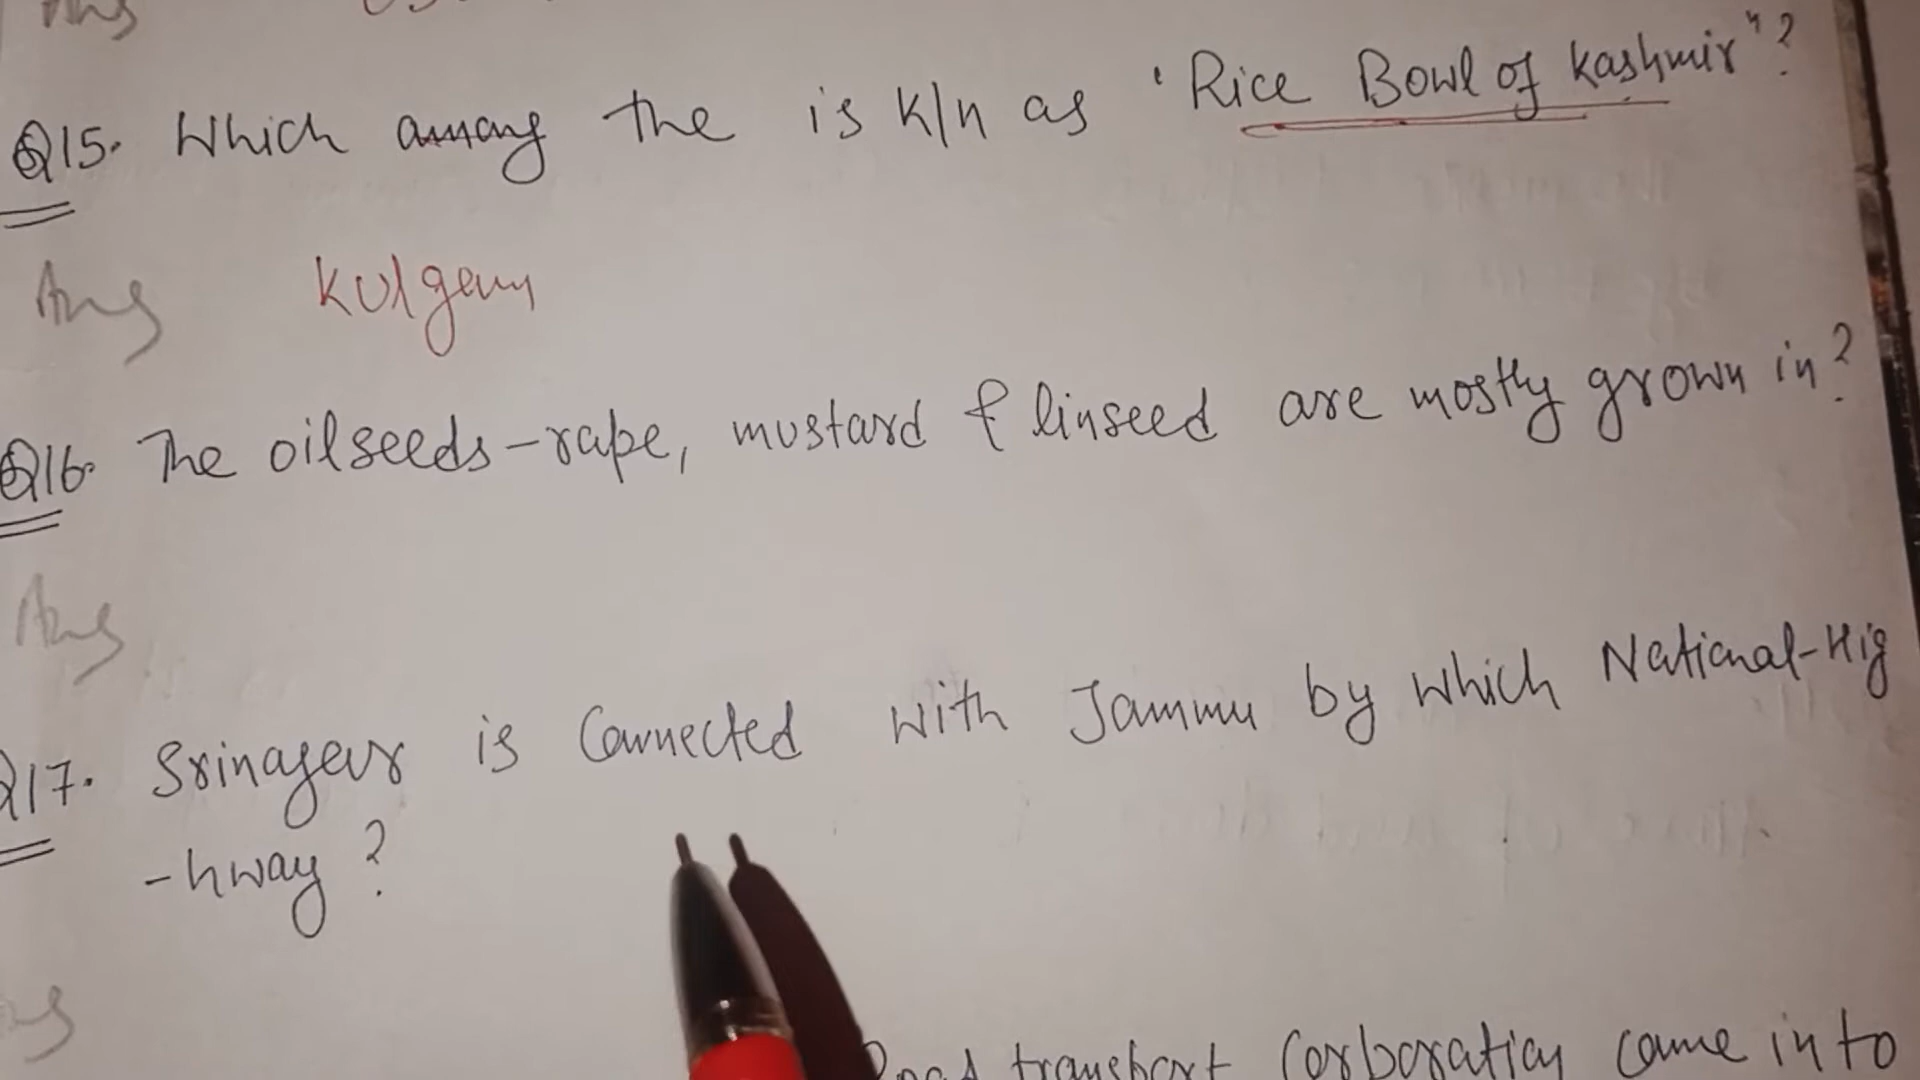 Ans
Q15. Which among the is k/n as 'Rice Bowl of Kashmir"?
Ans Kulgam
Q16. The oilseeds-rape, mustard & linseed are mostly grown in?
Ans
Q17. Srinagar is Connected with Jammu by which National-Hig
-hway?
Road transport Corporation came into